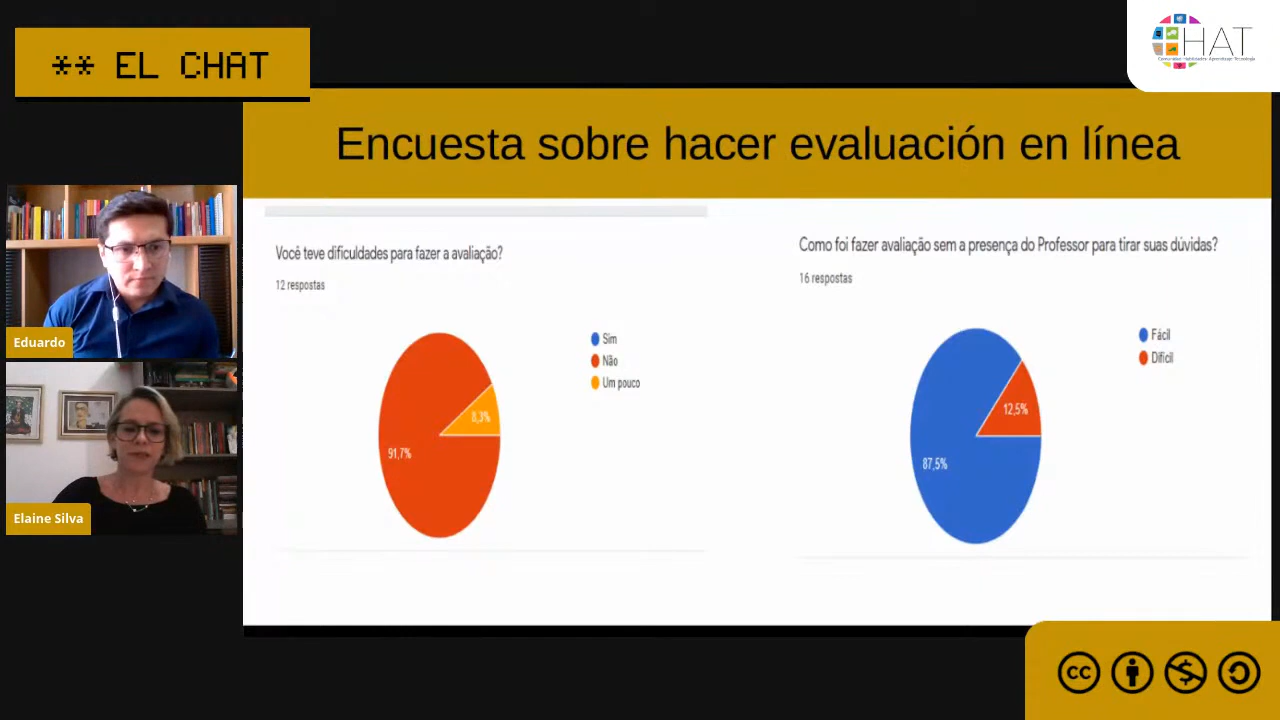 ** EL CHAT
HAT
Encuesta sobre hacer evaluación en línea
Eduardo
Elaine Silva
Você teve dificuldades para fazer a avaliação?
12 respostas
Sim
Não
Um pouco
8,3%
91,7%
Como foi fazer avaliação sem a presença do Professor para tirar suas dúvidas?
16 respostas
Fácil
Difícil
12,5%
87,5%
cc